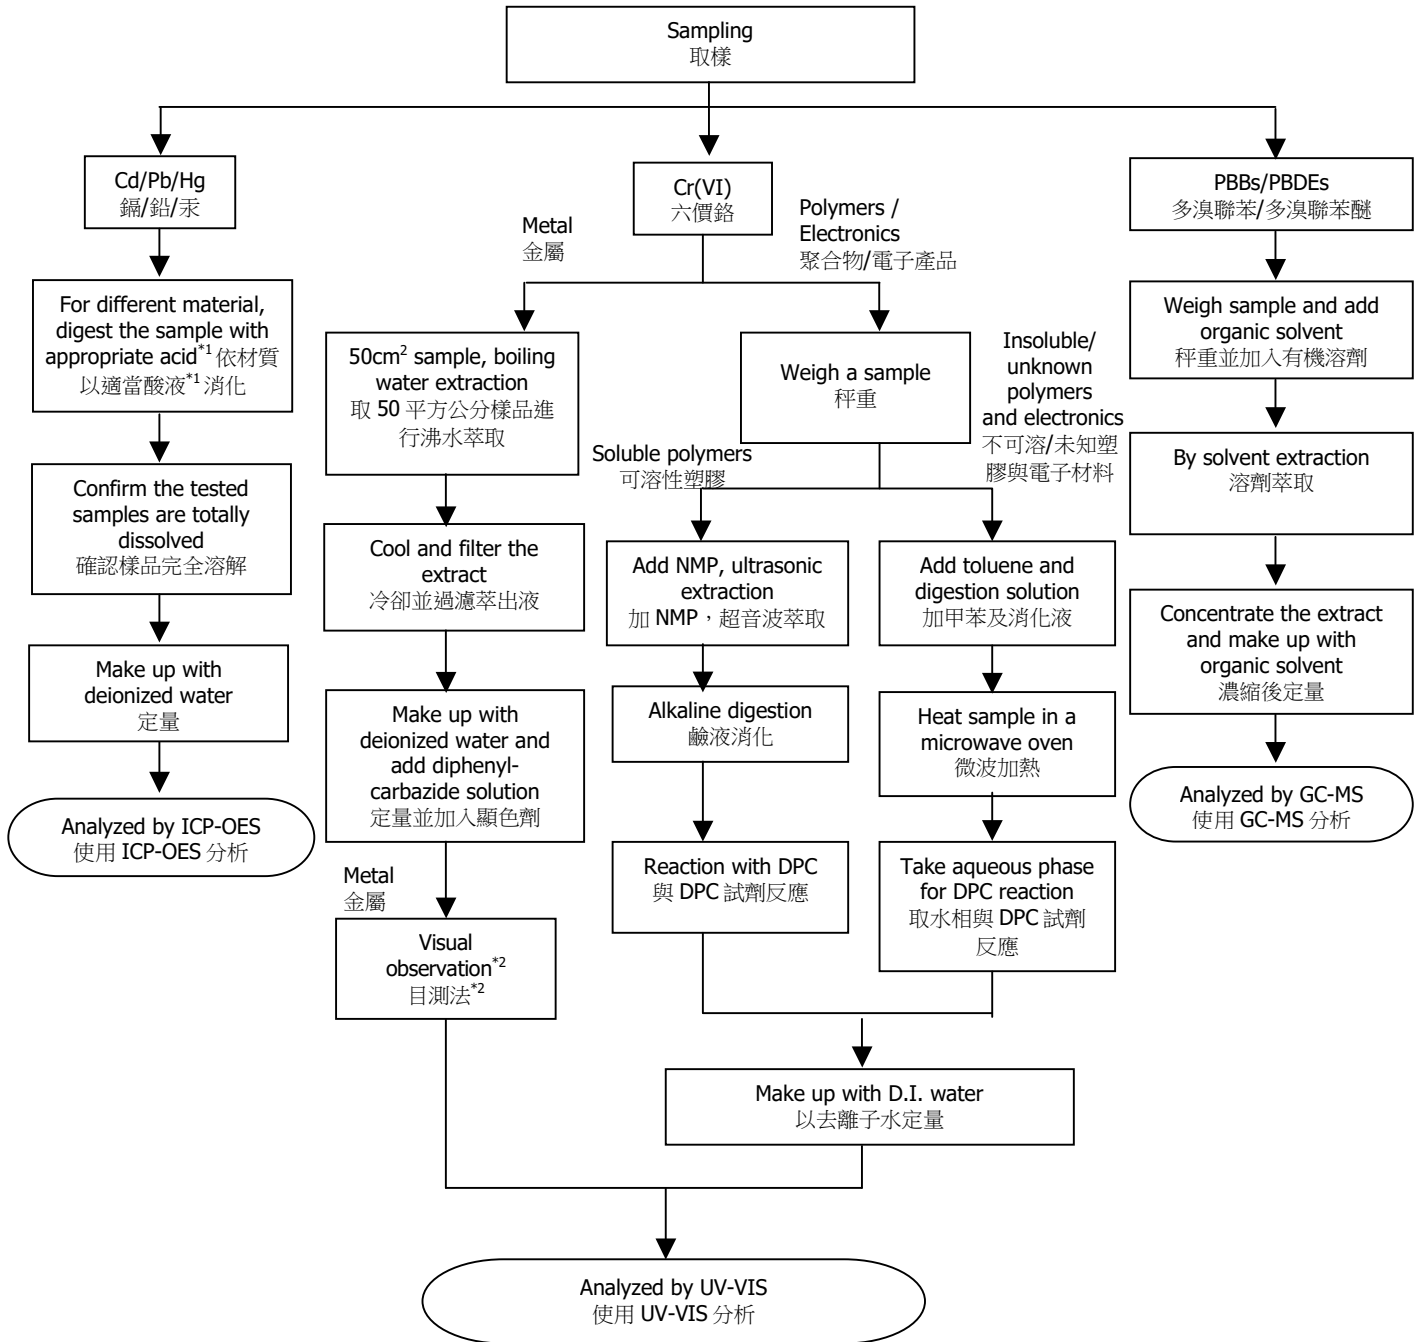 Sampling
取樣
Cd/Pb/Hg
鎘/鉛/汞
For different material,
digest the sample with
appropriate acid*1 依材質
以適當酸液*1 消化
Confirm the tested
samples are totally
dissolved
確認樣品完全溶解
Make up with
deionized water
定量
Analyzed by ICP-OES
使用 ICP-OES 分析
Cr(VI)
六價鉻
Metal
金屬
Polymers /
Electronics
聚合物/電子產品
50cm2 sample, boiling
water extraction
取 50 平方公分樣品進
行沸水萃取
Cool and filter the
extract
冷卻並過濾萃出液
Make up with
deionized water and
add diphenyl-
carbazide solution
定量並加入顯色劑
Metal
金屬
Visual
observation*2
目測法*2
Weigh a sample
秤重
Soluble polymers
可溶性塑膠
Insoluble/
unknown
polymers
and electronics
不可溶/未知塑
膠與電子材料
Add NMP, ultrasonic
extraction
加 NMP，超音波萃取
Alkaline digestion
鹼液消化
Reaction with DPC
與 DPC 試劑反應
Add toluene and
digestion solution
加甲苯及消化液
Heat sample in a
microwave oven
微波加熱
Take aqueous phase
for DPC reaction
取水相與 DPC 試劑
反應
Make up with D.I. water
以去離子水定量
Analyzed by UV-VIS
使用 UV-VIS 分析
PBBs/PBDEs
多溴聯苯/多溴聯苯醚
Weigh sample and add
organic solvent
秤重並加入有機溶劑
By solvent extraction
溶劑萃取
Concentrate the extract
and make up with
organic solvent
濃縮後定量
Analyzed by GC-MS
使用 GC-MS 分析